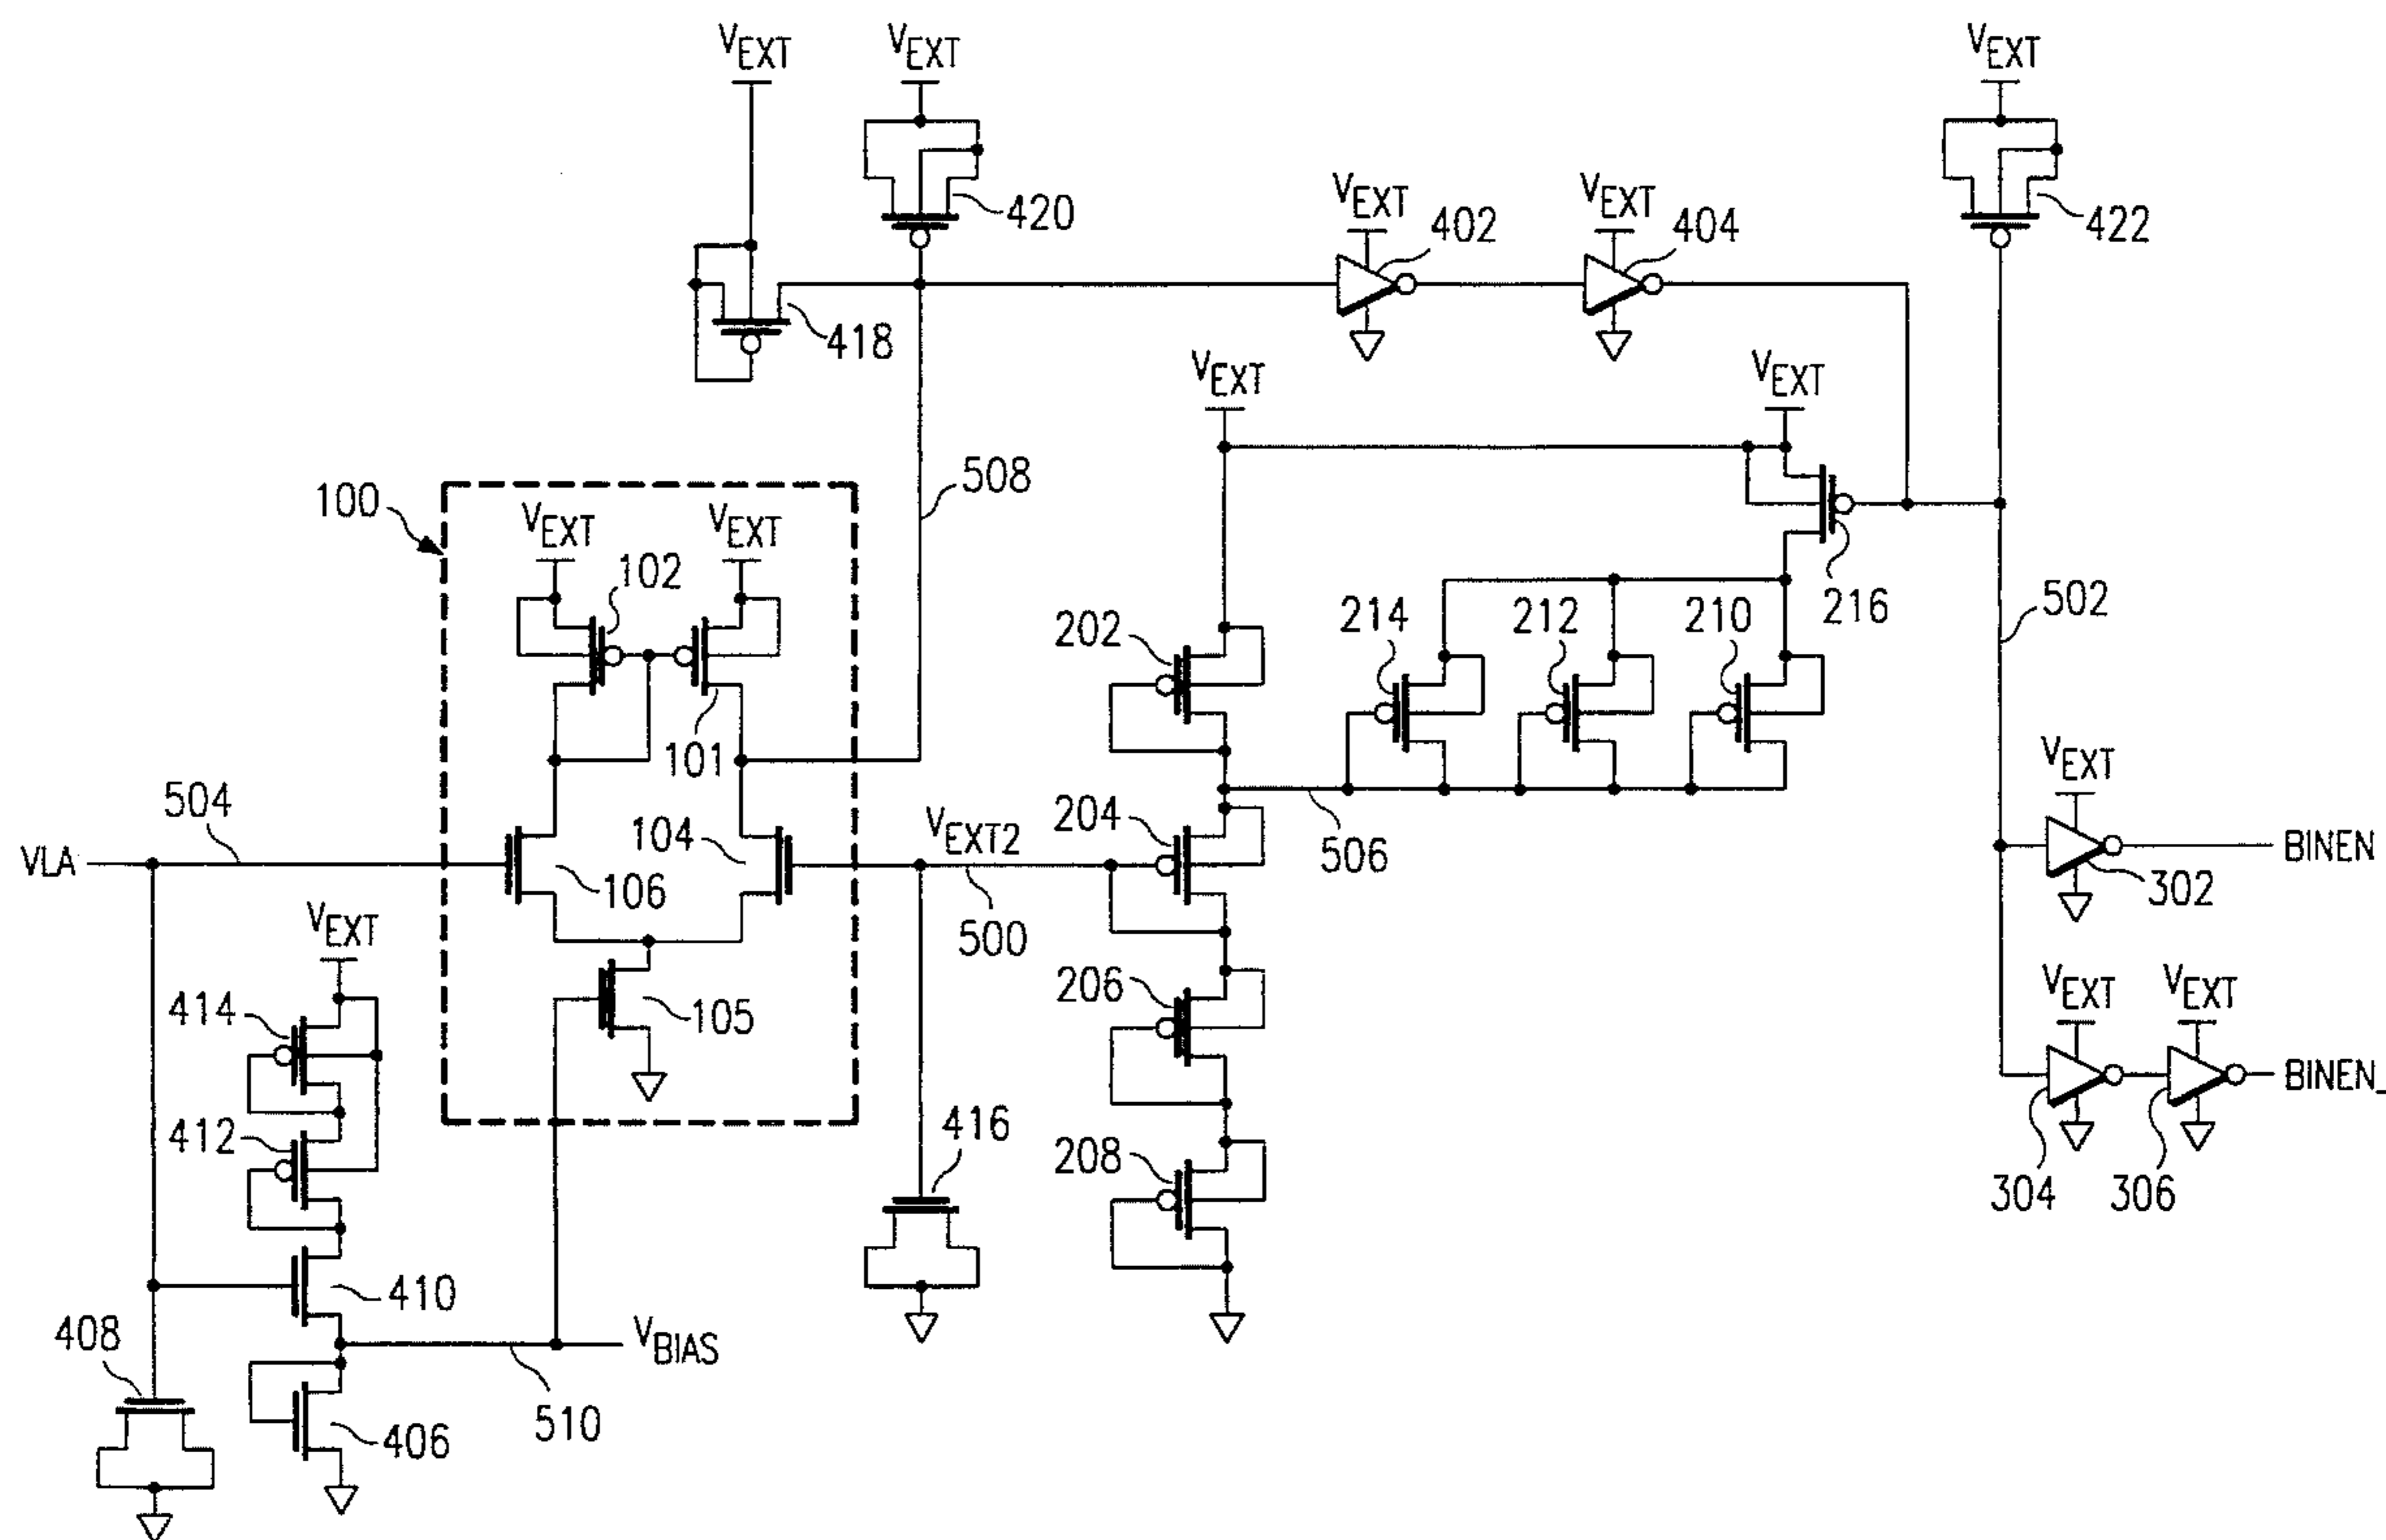 VEXT
VEXT
VEXT
420
VEXT
402
VEXT
404
422
418
VEXT
VEXT
508
100
VEXT
VEXT
102
216
502
202
214
212
210
101
VEXT
504
104
VEXT2
204
506
VLA
BINEN
106
302
VEXT
500
206
VEXT
VEXT
414
105
BINEN_
412
416
208
304
306
410
408
VBIAS
510
406